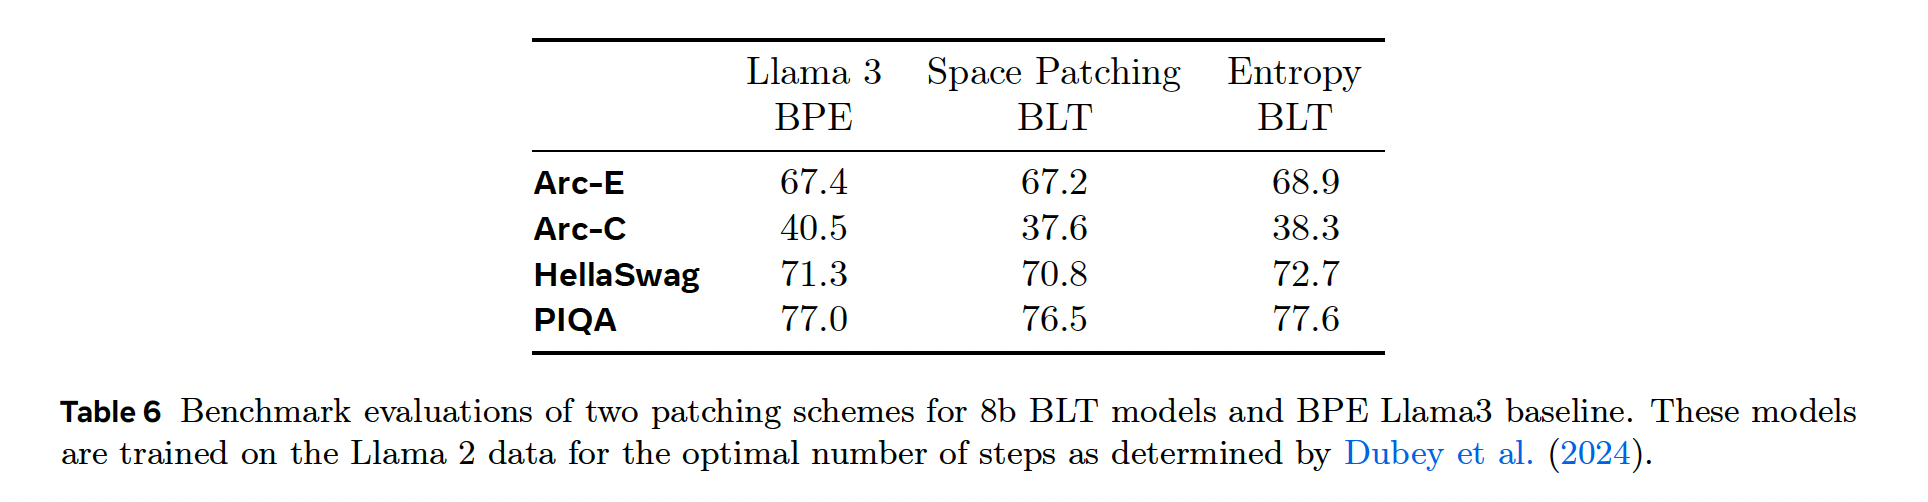 Llama 3 Space Patching Entropy
BPE BLT BLT
Arc-E 67.4 67.2 68.9
Arc-C 40.5 37.6 38.3
HellaSwag 71.3 70.8 72.7
PIQA 77.0 76.5 77.6
Table 6 Benchmark evaluations of two patching schemes for 8b BLT models and BPE Llama3 baseline. These models
are trained on the Llama 2 data for the optimal number of steps as determined by Dubey et al. (2024).